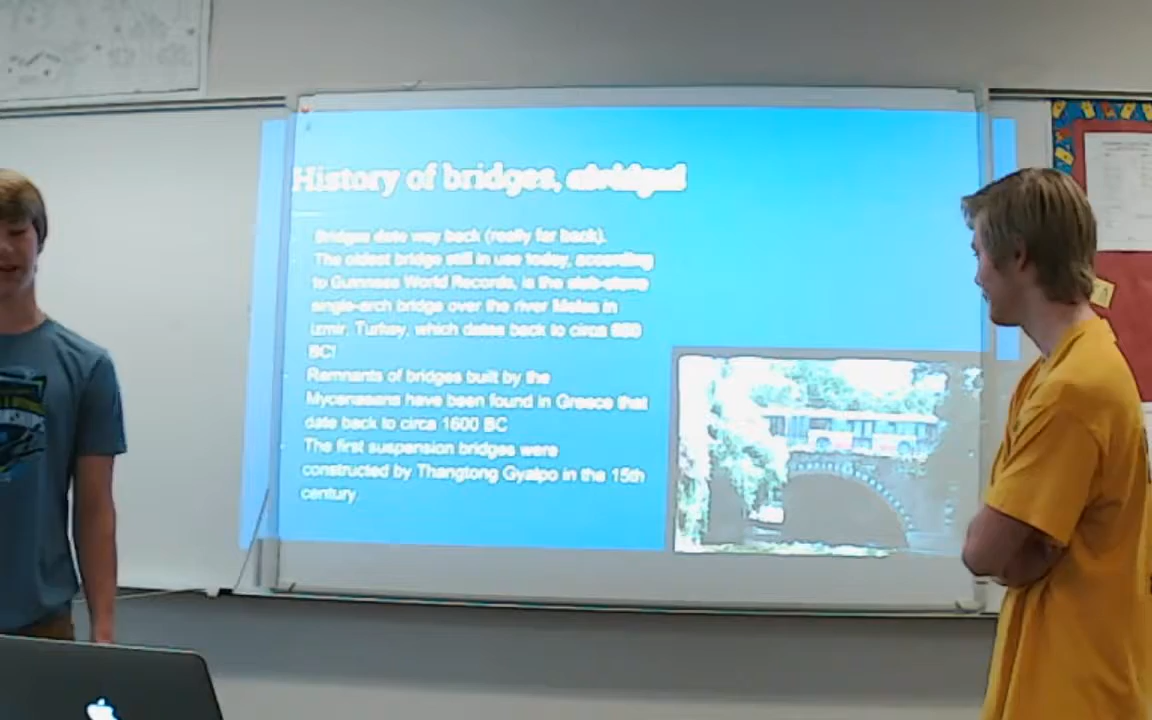 History of bridges, abridged
Bridges date way back (really far back).
The oldest bridge still in use today, according
to Guinness World Records, is the slab-stone
single-arch bridge over the river Meles in
Izmir, Turkey, which dates back to circa
BC!
Remnants of bridges built by the
Mycenaeans have been found in Greece that
date back to circa 1600 BC
The first suspension bridges were
constructed by Thangtong Gyalpo in the 15th
century.